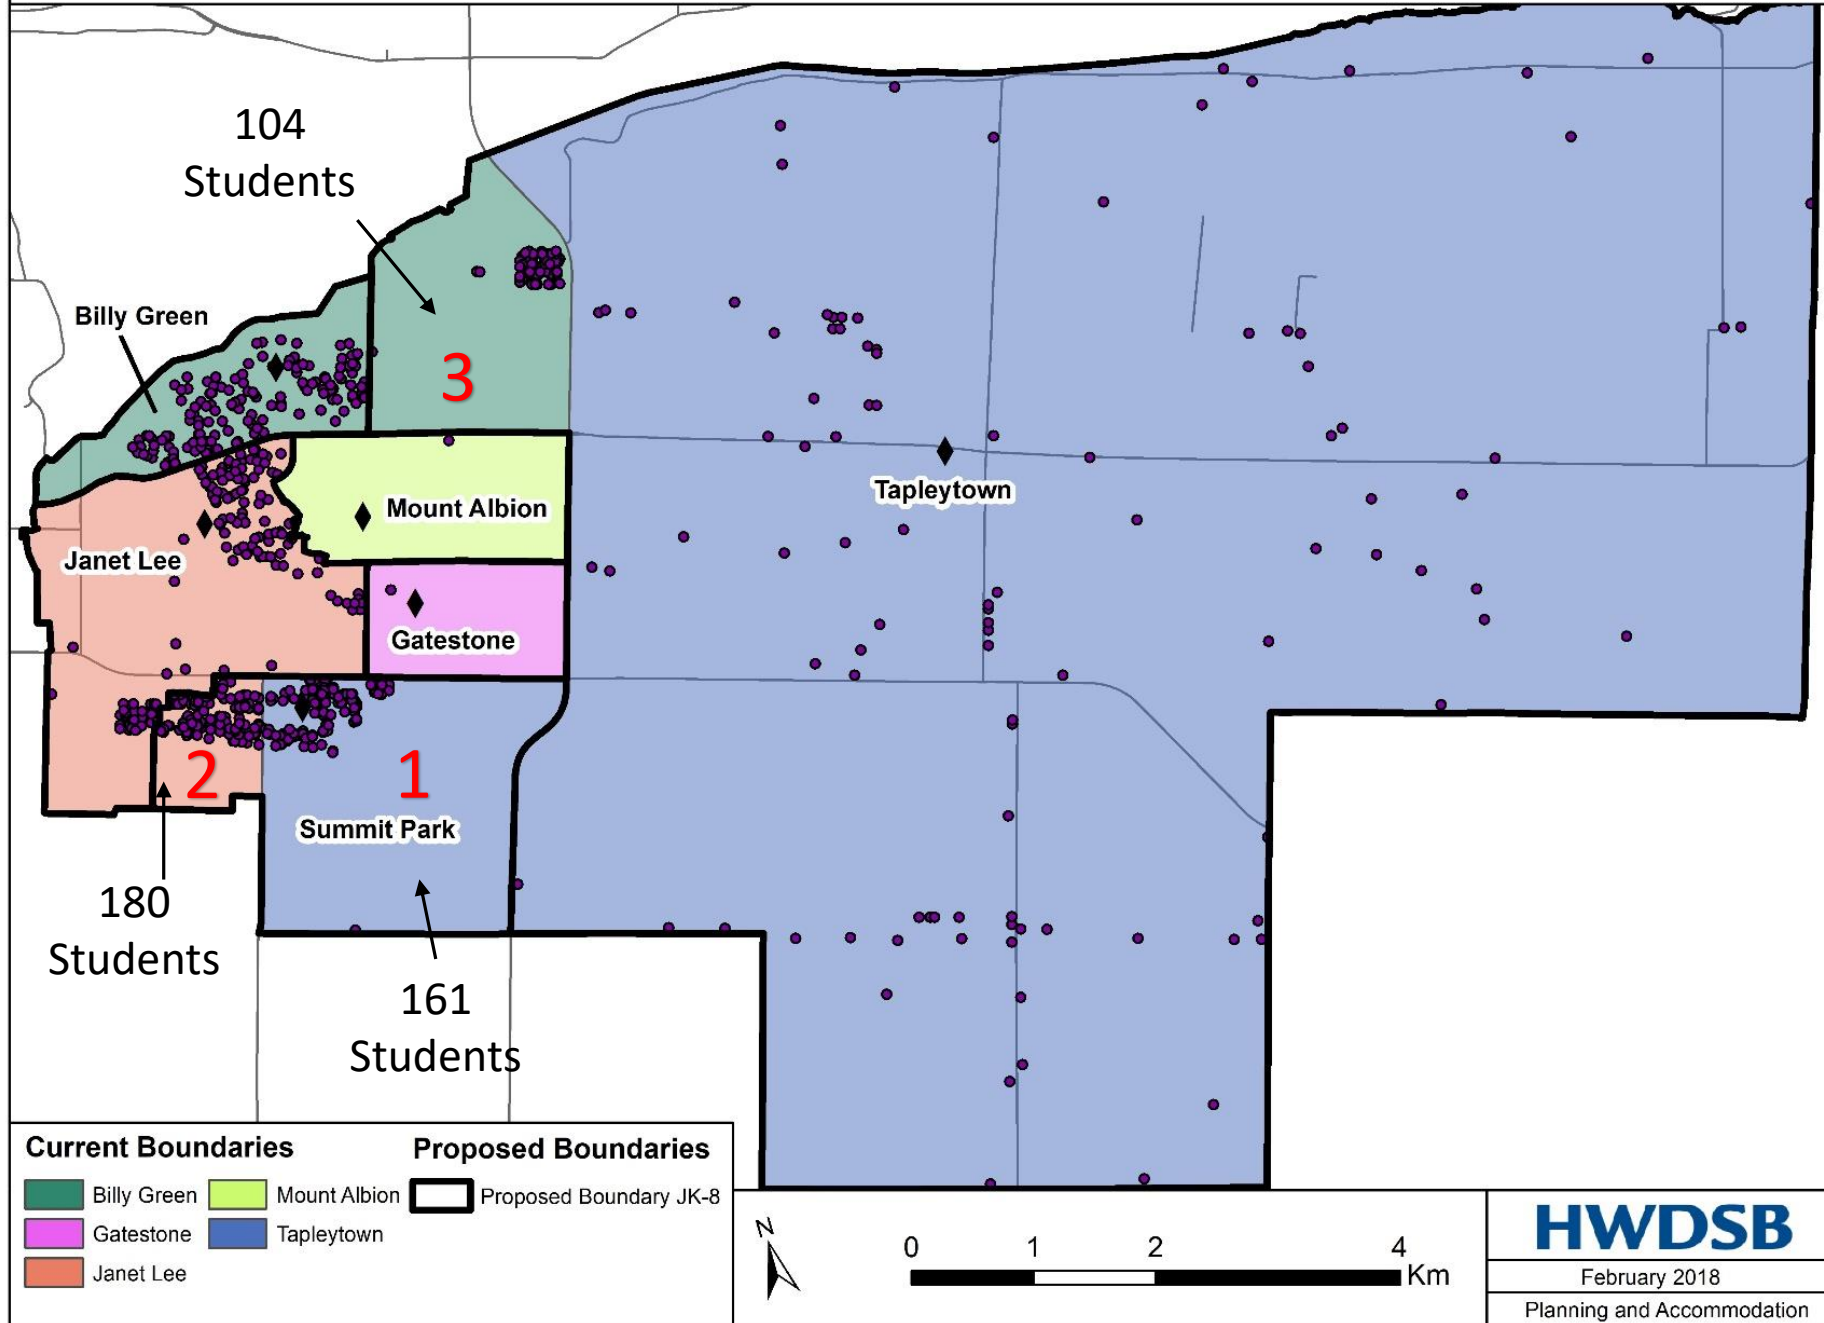 104
Students
Billy Green
3
Mount Albion
Tapleytown
Janet Lee
Gatestone
2
1
Summit Park
180
Students
161
Students
Current Boundaries
Proposed Boundaries
Billy Green
Mount Albion
Proposed Boundary JK-8
Gatestone
Tapleytown
Janet Lee
N
0 1 2 4
Km
HWDSB
February 2018
Planning and Accommodation